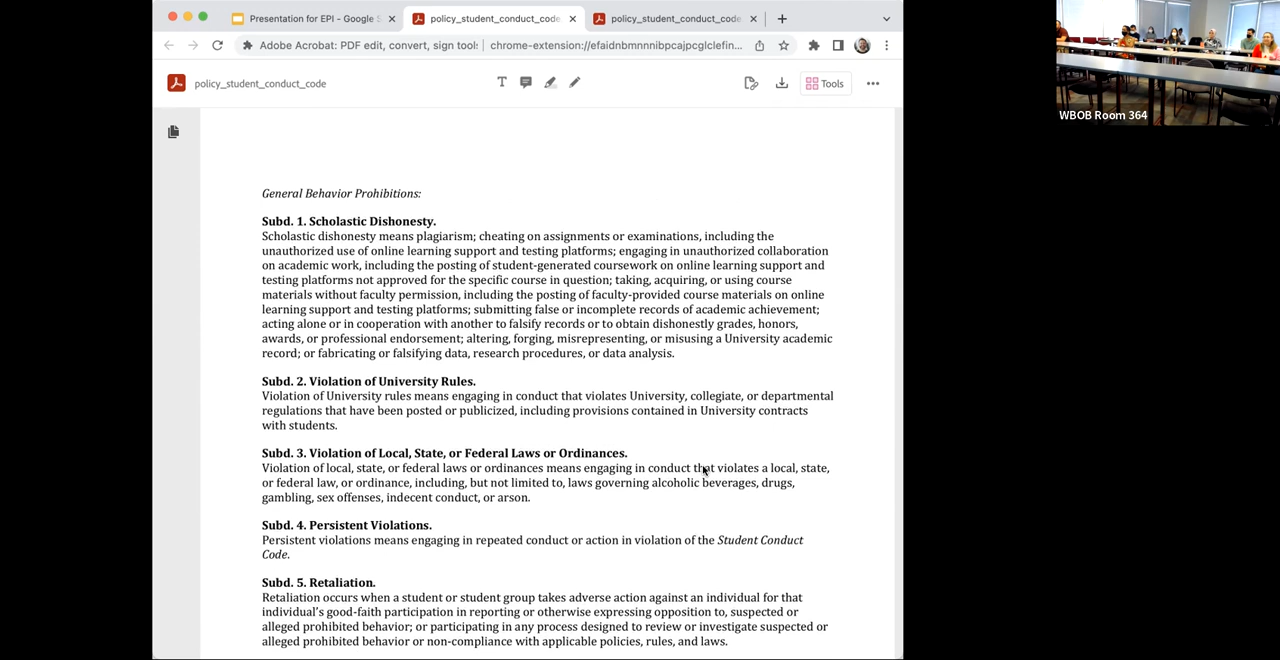 Presentation for EPI - Google S
policy_student_conduct_code
policy_student_conduct_code
Adobe Acrobat: PDF edit, convert, sign tools
chrome-extension://efaidnbmnnnibpcajpcglclefin...
policy_student_conduct_code
Tools
WBOB Room 364
General Behavior Prohibitions:
Subd. 1. Scholastic Dishonesty.
Scholastic dishonesty means plagiarism; cheating on assignments or examinations, including the
unauthorized use of online learning support and testing platforms; engaging in unauthorized collaboration
on academic work, including the posting of student-generated coursework on online learning support and
testing platforms not approved for the specific course in question; taking, acquiring, or using course
materials without faculty permission, including the posting of faculty-provided course materials on online
learning support and testing platforms; submitting false or incomplete records of academic achievement;
acting alone or in cooperation with another to falsify records or to obtain dishonestly grades, honors,
awards, or professional endorsement; altering, forging, misrepresenting, or misusing a University academic
record; or fabricating or falsifying data, research procedures, or data analysis.
Subd. 2. Violation of University Rules.
Violation of University rules means engaging in conduct that violates University, collegiate, or departmental
regulations that have been posted or publicized, including provisions contained in University contracts
with students.
Subd. 3. Violation of Local, State, or Federal Laws or Ordinances.
Violation of local, state, or federal laws or ordinances means engaging in conduct that violates a local, state,
or federal law, or ordinance, including, but not limited to, laws governing alcoholic beverages, drugs,
gambling, sex offenses, indecent conduct, or arson.
Subd. 4. Persistent Violations.
Persistent violations means engaging in repeated conduct or action in violation of the Student Conduct
Code.
Subd. 5. Retaliation.
Retaliation occurs when a student or student group takes adverse action against an individual for that
individual's good-faith participation in reporting or otherwise expressing opposition to, suspected or
alleged prohibited behavior; or participating in any process designed to review or investigate suspected or
alleged prohibited behavior or non-compliance with applicable policies, rules, and laws.